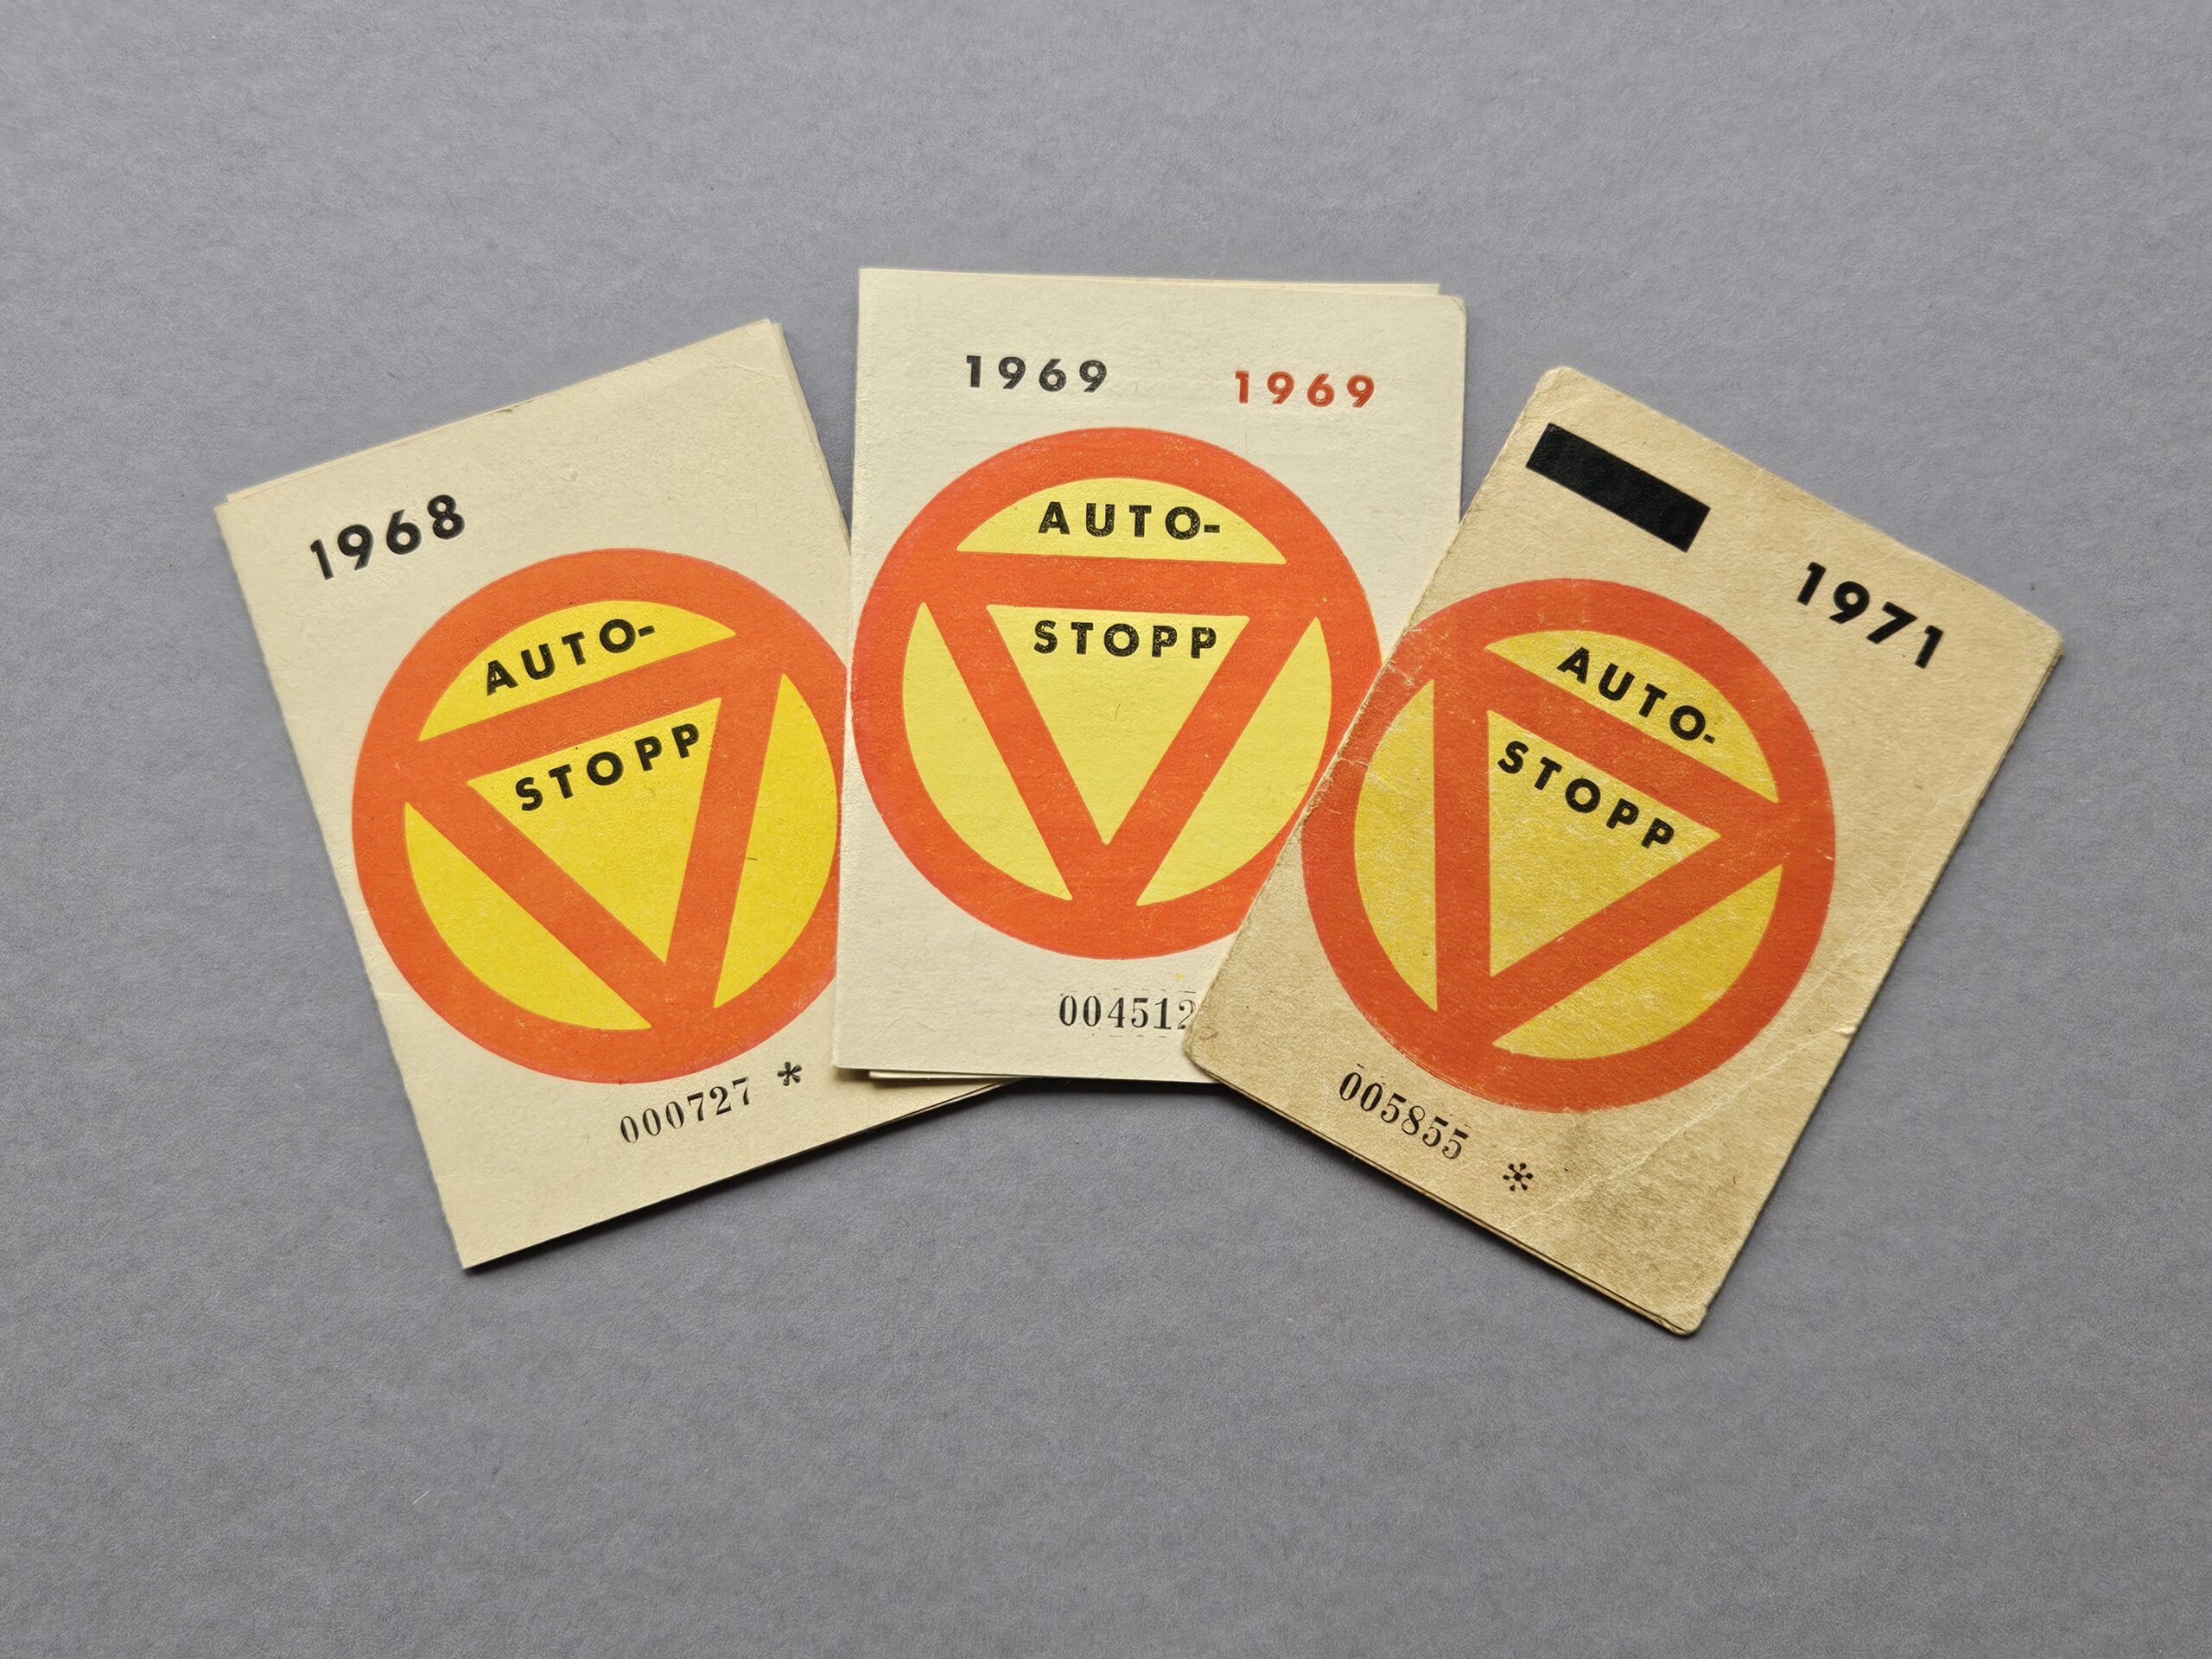 1968
AUTO-
STOPP
000727 *
1969 1969
AUTO-
STOPP
004512
1971
AUTO-
STOPP
005855 *